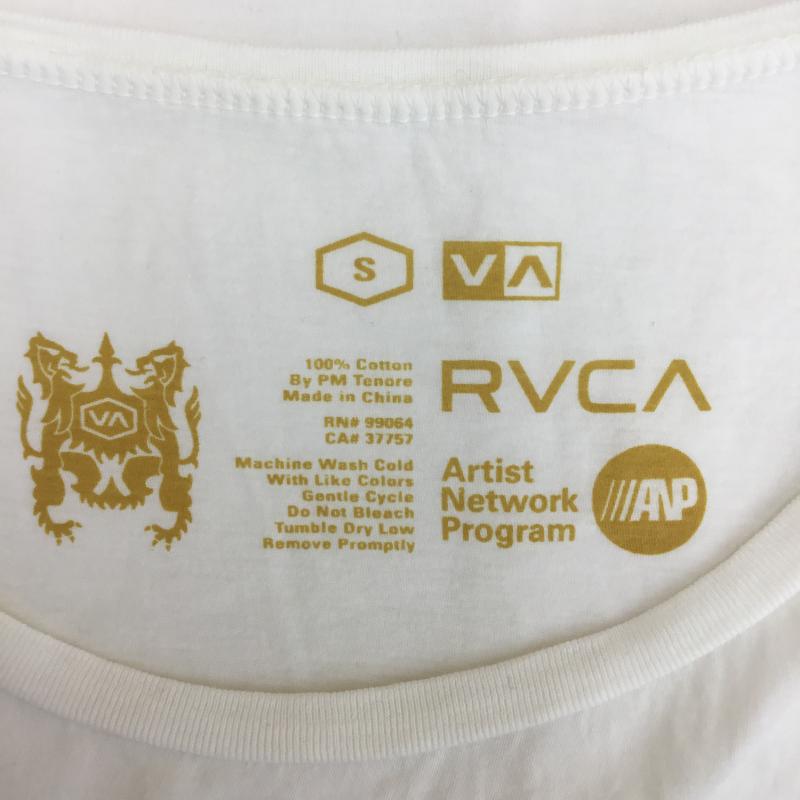 S
VA
VA
100% Cotton
By PM Tenore
Made in China
RN# 99064
CA# 37757
Machine Wash Cold
With Like Colors
Gentle Cycle
Do Not Bleach
Tumble Dry Low
Remove Promptly
RVCA
Artist
Network
Program
///ANP